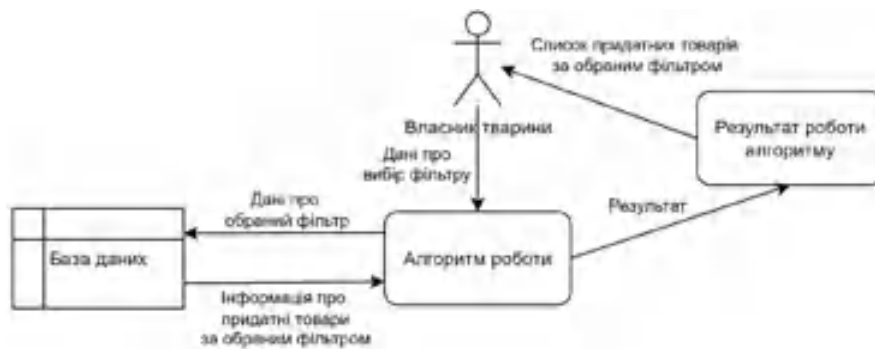 Список придатних товарів
за обраним фільтром
Власник тварини
Результат роботи
алгоритму
Дані про
вибір фільтру
Дані про
обраний фільтр
Результат
База даних
Алгоритм роботи
Інформація про
придатні товари
за обраним фільтром